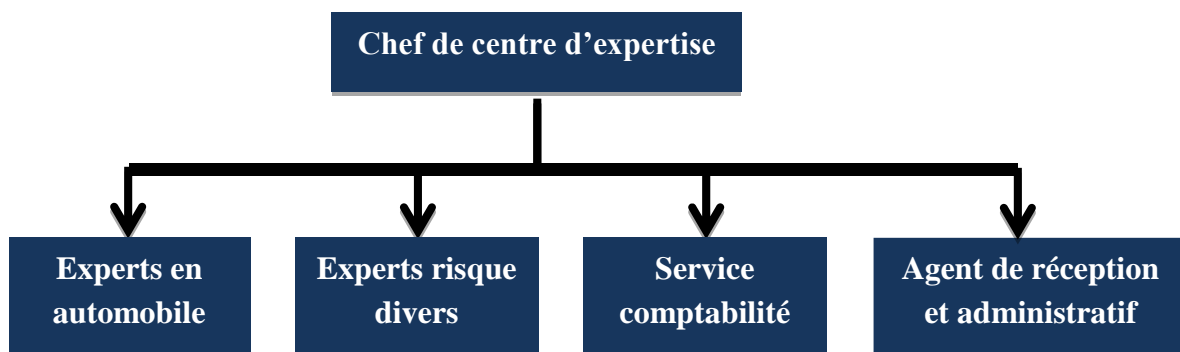 Chef de centre d’expertise
Experts en
automobile
Experts risque
divers
Service
comptabilité
Agent de réception
et administratif